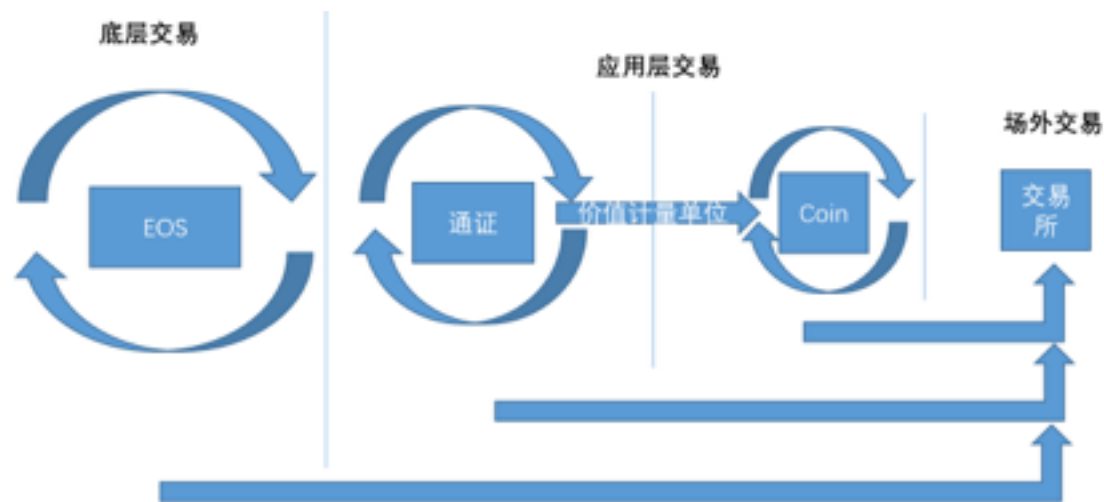 底层交易
应用层交易
场外交易
EOS
通证
价值计量单位
Coin
交易
所